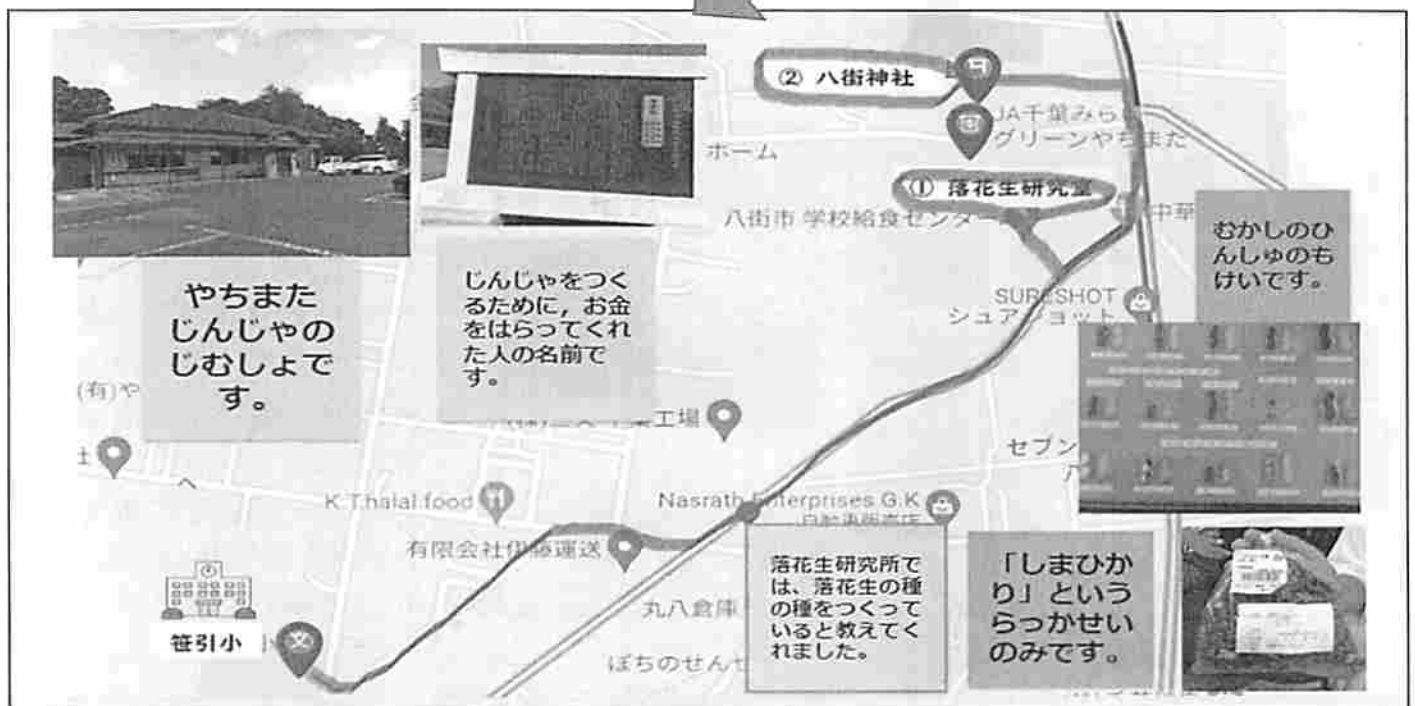 ② 八街神社
JA千葉みらい
グリーンやちまた
ホーム
① 落花生研究室
八街市 学校給食センター
中華
むかしのひ
んしゅのも
けいです。
やちまた
じんじゃの
じむしょで
す。
じんじゃをつく
るために，お金
をはらってくれ
た人の名前で
す。
SURESHOT
シュアショット
(有)や
工場
セブン
K.T.halal.food
Nasrath Enterprises G.K
有限会社伊藤運送
落花生研究所で
は、落花生の種
の種をつくって
いると教えてく
れました。
「しまひか
り」という
らっかせい
のみです。
丸八倉庫
笹引小
ぼちのせんせ